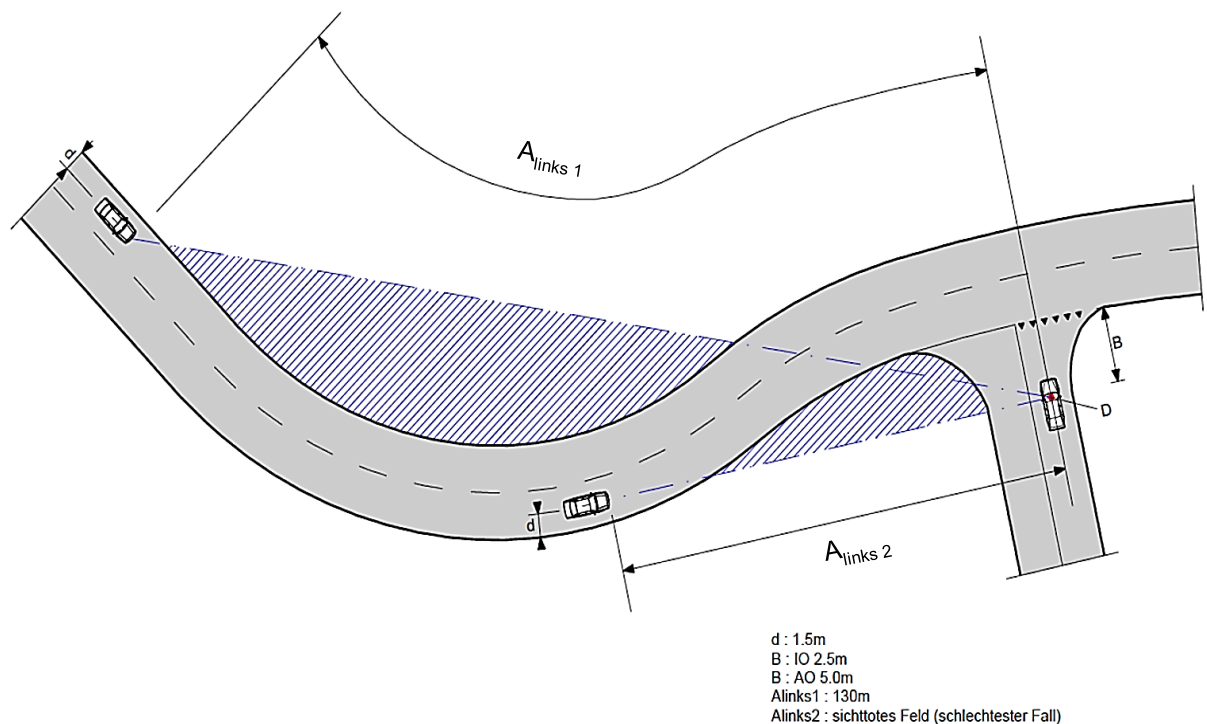 A links 1
d
B
D
d
A links 2
d : 1.5m
B : IO 2.5m
B : AO 5.0m
Alinks1 : 130m
Alinks2 : sichttotes Feld (schlechtester Fall)